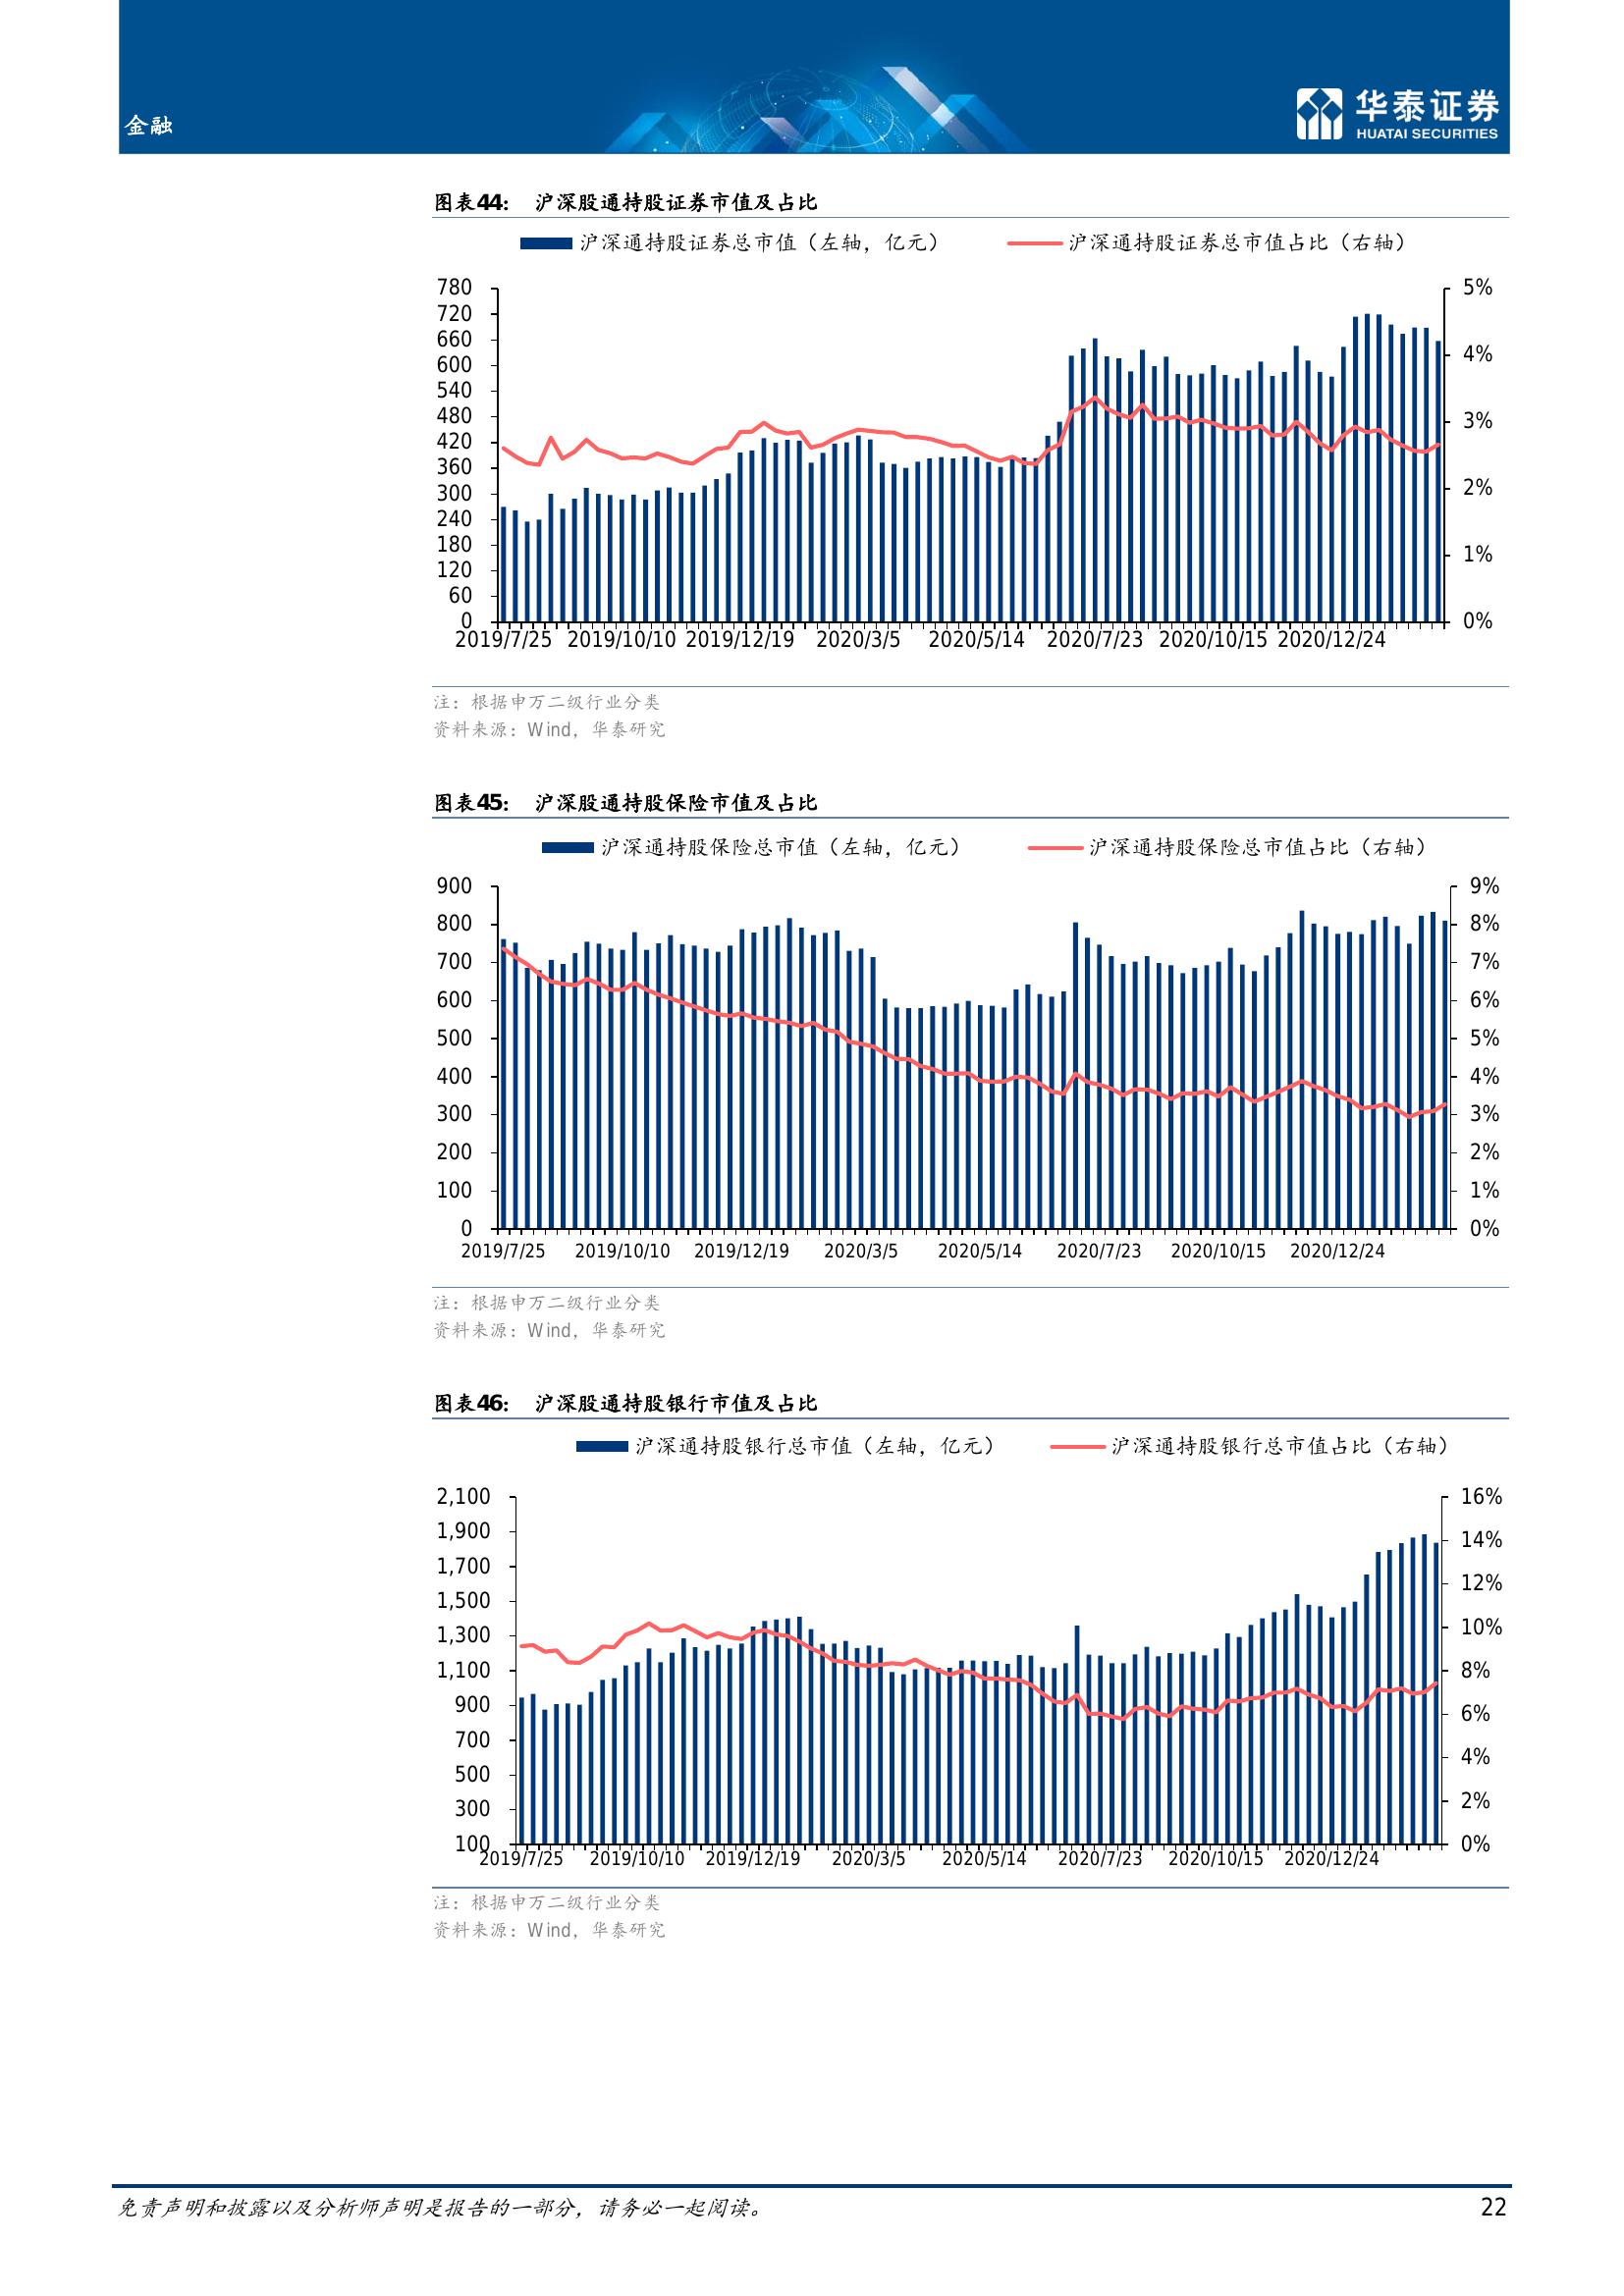 金融
华泰证券
HUATAI SECURITIES
图表44： 沪深股通持股证券市值及占比
沪深通持股证券总市值（左轴，亿元） 沪深通持股证券总市值占比（右轴）
780 5%
720
660
600 4%
540
480 3%
420
360
300 2%
240
180 1%
120
60
0 0%
2019/7/25 2019/10/10 2019/12/19 2020/3/5 2020/5/14 2020/7/23 2020/10/15 2020/12/24
注：根据申万二级行业分类
资料来源：Wind，华泰研究
图表45： 沪深股通持股保险市值及占比
沪深通持股保险总市值（左轴，亿元） 沪深通持股保险总市值占比（右轴）
900 9%
800 8%
700 7%
600 6%
500 5%
400 4%
300 3%
200 2%
100 1%
0 0%
2019/7/25 2019/10/10 2019/12/19 2020/3/5 2020/5/14 2020/7/23 2020/10/15 2020/12/24
注：根据申万二级行业分类
资料来源：Wind，华泰研究
图表46： 沪深股通持股银行市值及占比
沪深通持股银行总市值（左轴，亿元） 沪深通持股银行总市值占比（右轴）
2,100 16%
1,900 14%
1,700
1,500 12%
1,300 10%
1,100 8%
900 6%
700
500 4%
300 2%
100 0%
2019/7/25 2019/10/10 2019/12/19 2020/3/5 2020/5/14 2020/7/23 2020/10/15 2020/12/24
注：根据申万二级行业分类
资料来源：Wind，华泰研究
免责声明和披露以及分析师声明是报告的一部分，请务必一起阅读。 22